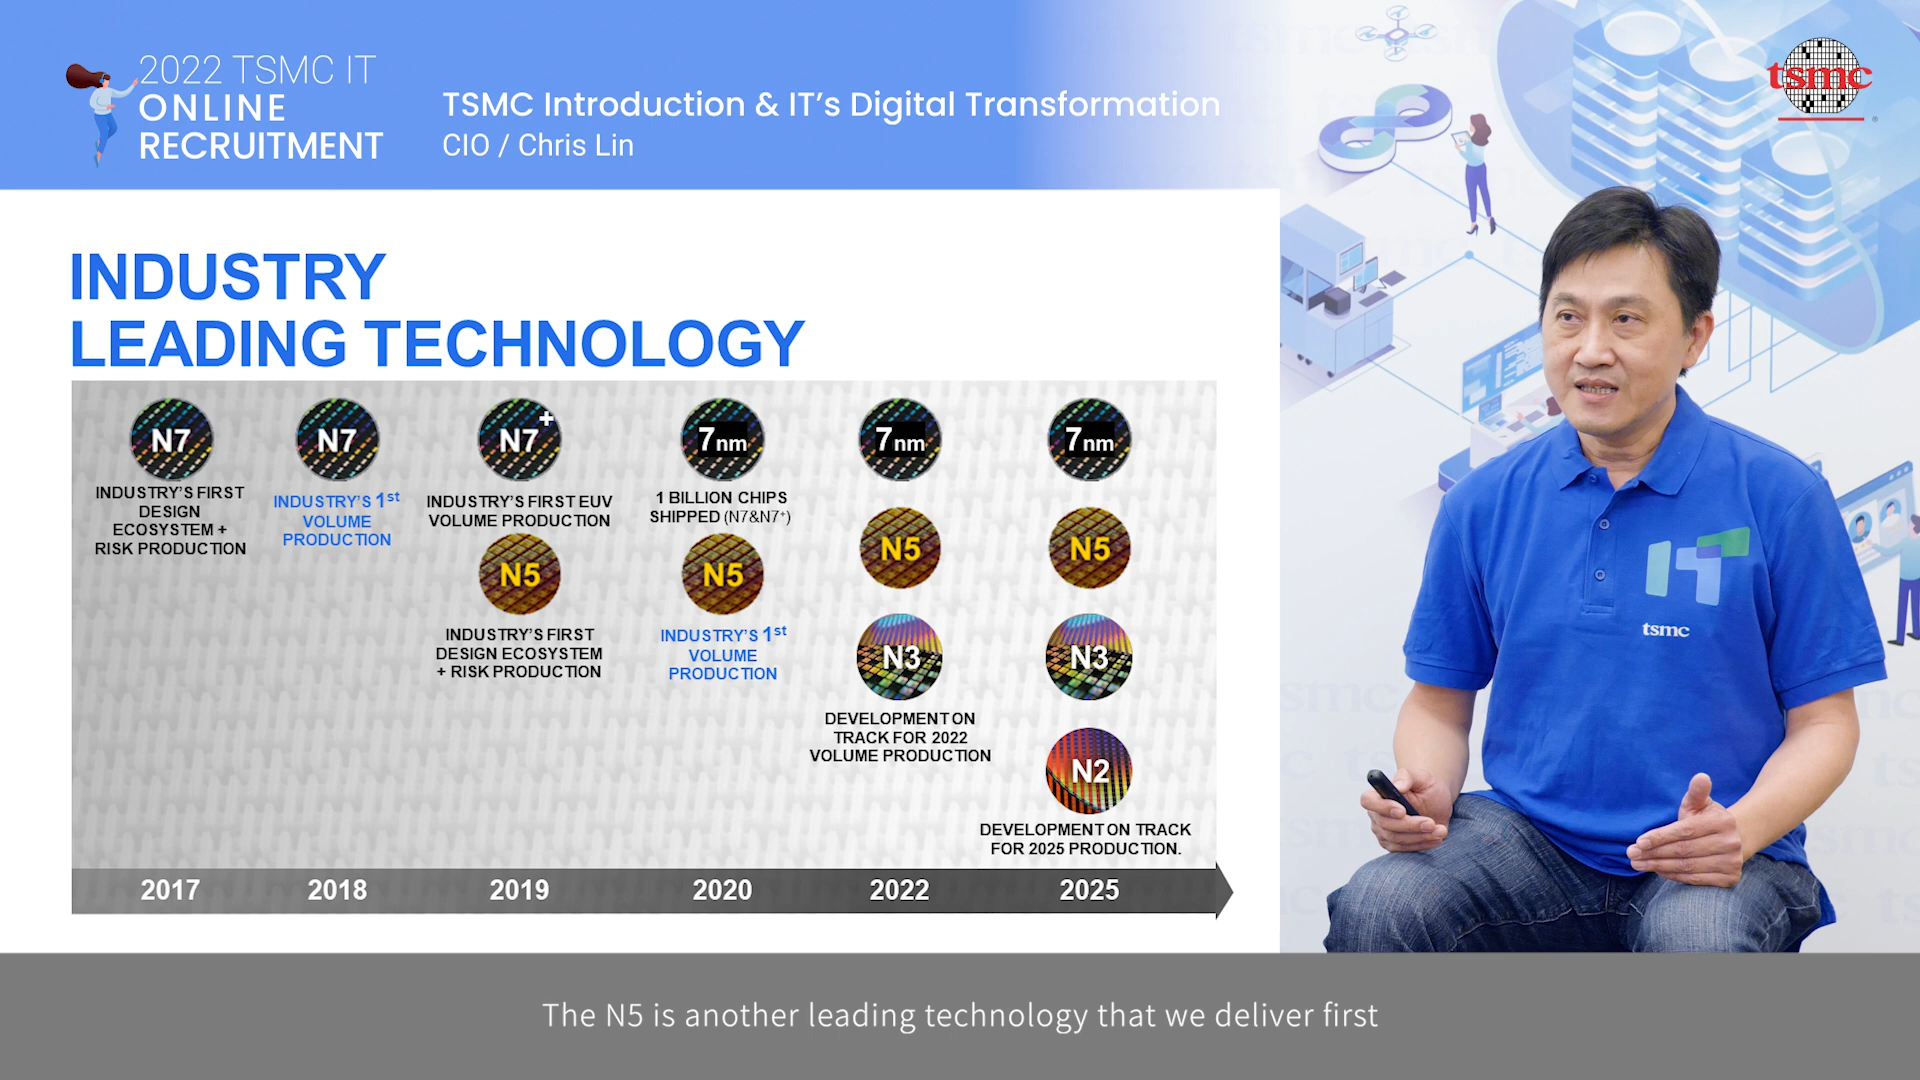 2022 TSMC IT
ONLINE
RECRUITMENT
TSMC Introduction & IT’s Digital Transformation
CIO / Chris Lin
tsmc
INDUSTRY
LEADING TECHNOLOGY
N7
INDUSTRY’S FIRST
DESIGN
ECOSYSTEM +
RISK PRODUCTION
N7
INDUSTRY’S 1st
VOLUME
PRODUCTION
N7+
INDUSTRY’S FIRST EUV
VOLUME PRODUCTION
N5
INDUSTRY’S FIRST
DESIGN ECOSYSTEM
+ RISK PRODUCTION
7nm
1 BILLION CHIPS
SHIPPED (N7&N7+)
N5
INDUSTRY’S 1st
VOLUME
PRODUCTION
7nm
N5
N3
DEVELOPMENT ON
TRACK FOR 2022
VOLUME PRODUCTION
7nm
N5
N3
N2
DEVELOPMENT ON TRACK
FOR 2025 PRODUCTION.
2017 2018 2019 2020 2022 2025
IT
tsmc
The N5 is another leading technology that we deliver first